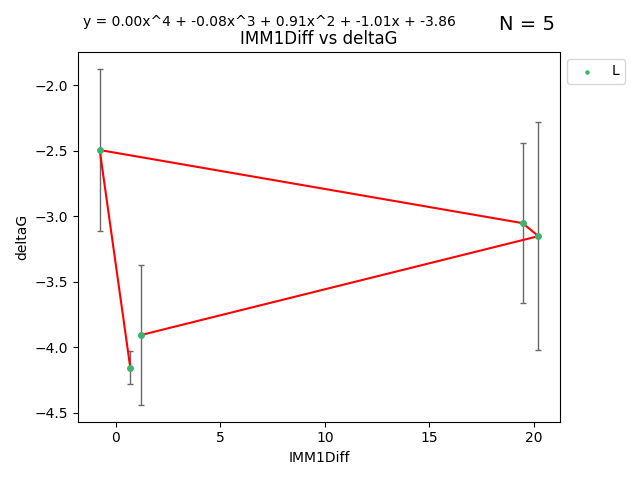 y = 0.00x^4 + -0.08x^3 + 0.91x^2 + -1.01x + -3.86
N = 5
IMM1Diff vs deltaG
L
−2.0
−2.5
−3.0
−3.5
−4.0
−4.5
deltaG
0 5 10 15 20
IMM1Diff